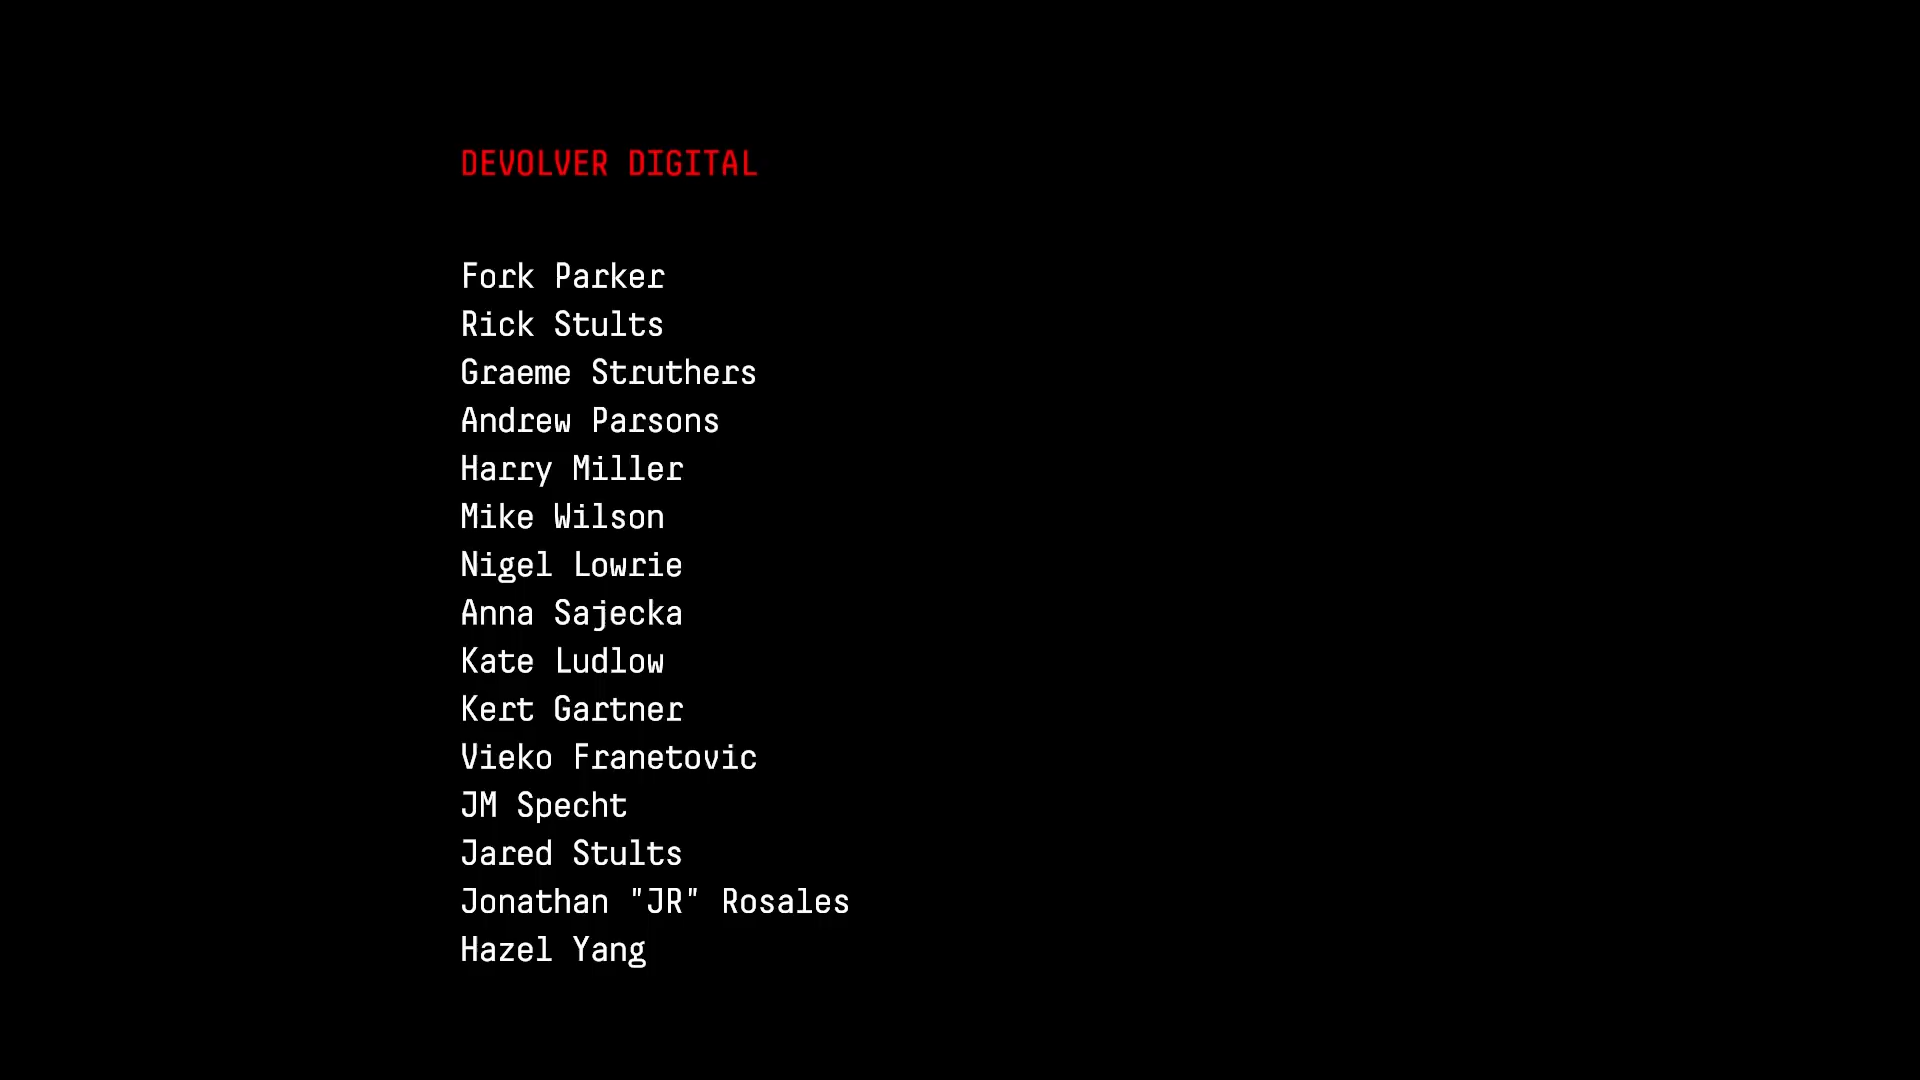 DEVOLVER DIGITAL
Fork Parker
Rick Stults
Graeme Struthers
Andrew Parsons
Harry Miller
Mike Wilson
Nigel Lowrie
Anna Sajecka
Kate Ludlow
Kert Gartner
Vieko Franetovic
JM Specht
Jared Stults
Jonathan "JR" Rosales
Hazel Yang